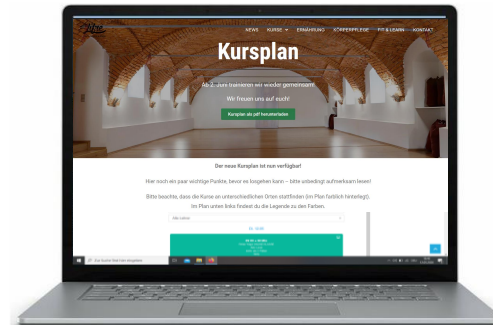 NEWS KURSE ERNÄHRUNG KÖRPERPFLEGE FIT & LEARN KONTAKT
Kursplan
Ab 2. Juni trainieren wir wieder gemeinsam!
Wir freuen uns auf euch!
Kursplan als pdf herunterladen
Der neue Kursplan ist nun verfügbar!
Hier noch ein paar wichtige Punkte, bevor es losgehen kann – bitte unbedingt aufmerksam lesen!
Bitte beachte, dass die Kurse an unterschiedlichen Orten stattfinden (im Plan farblich hinterlegt).
Im Plan unten links findest du die Legende zu den Farben.